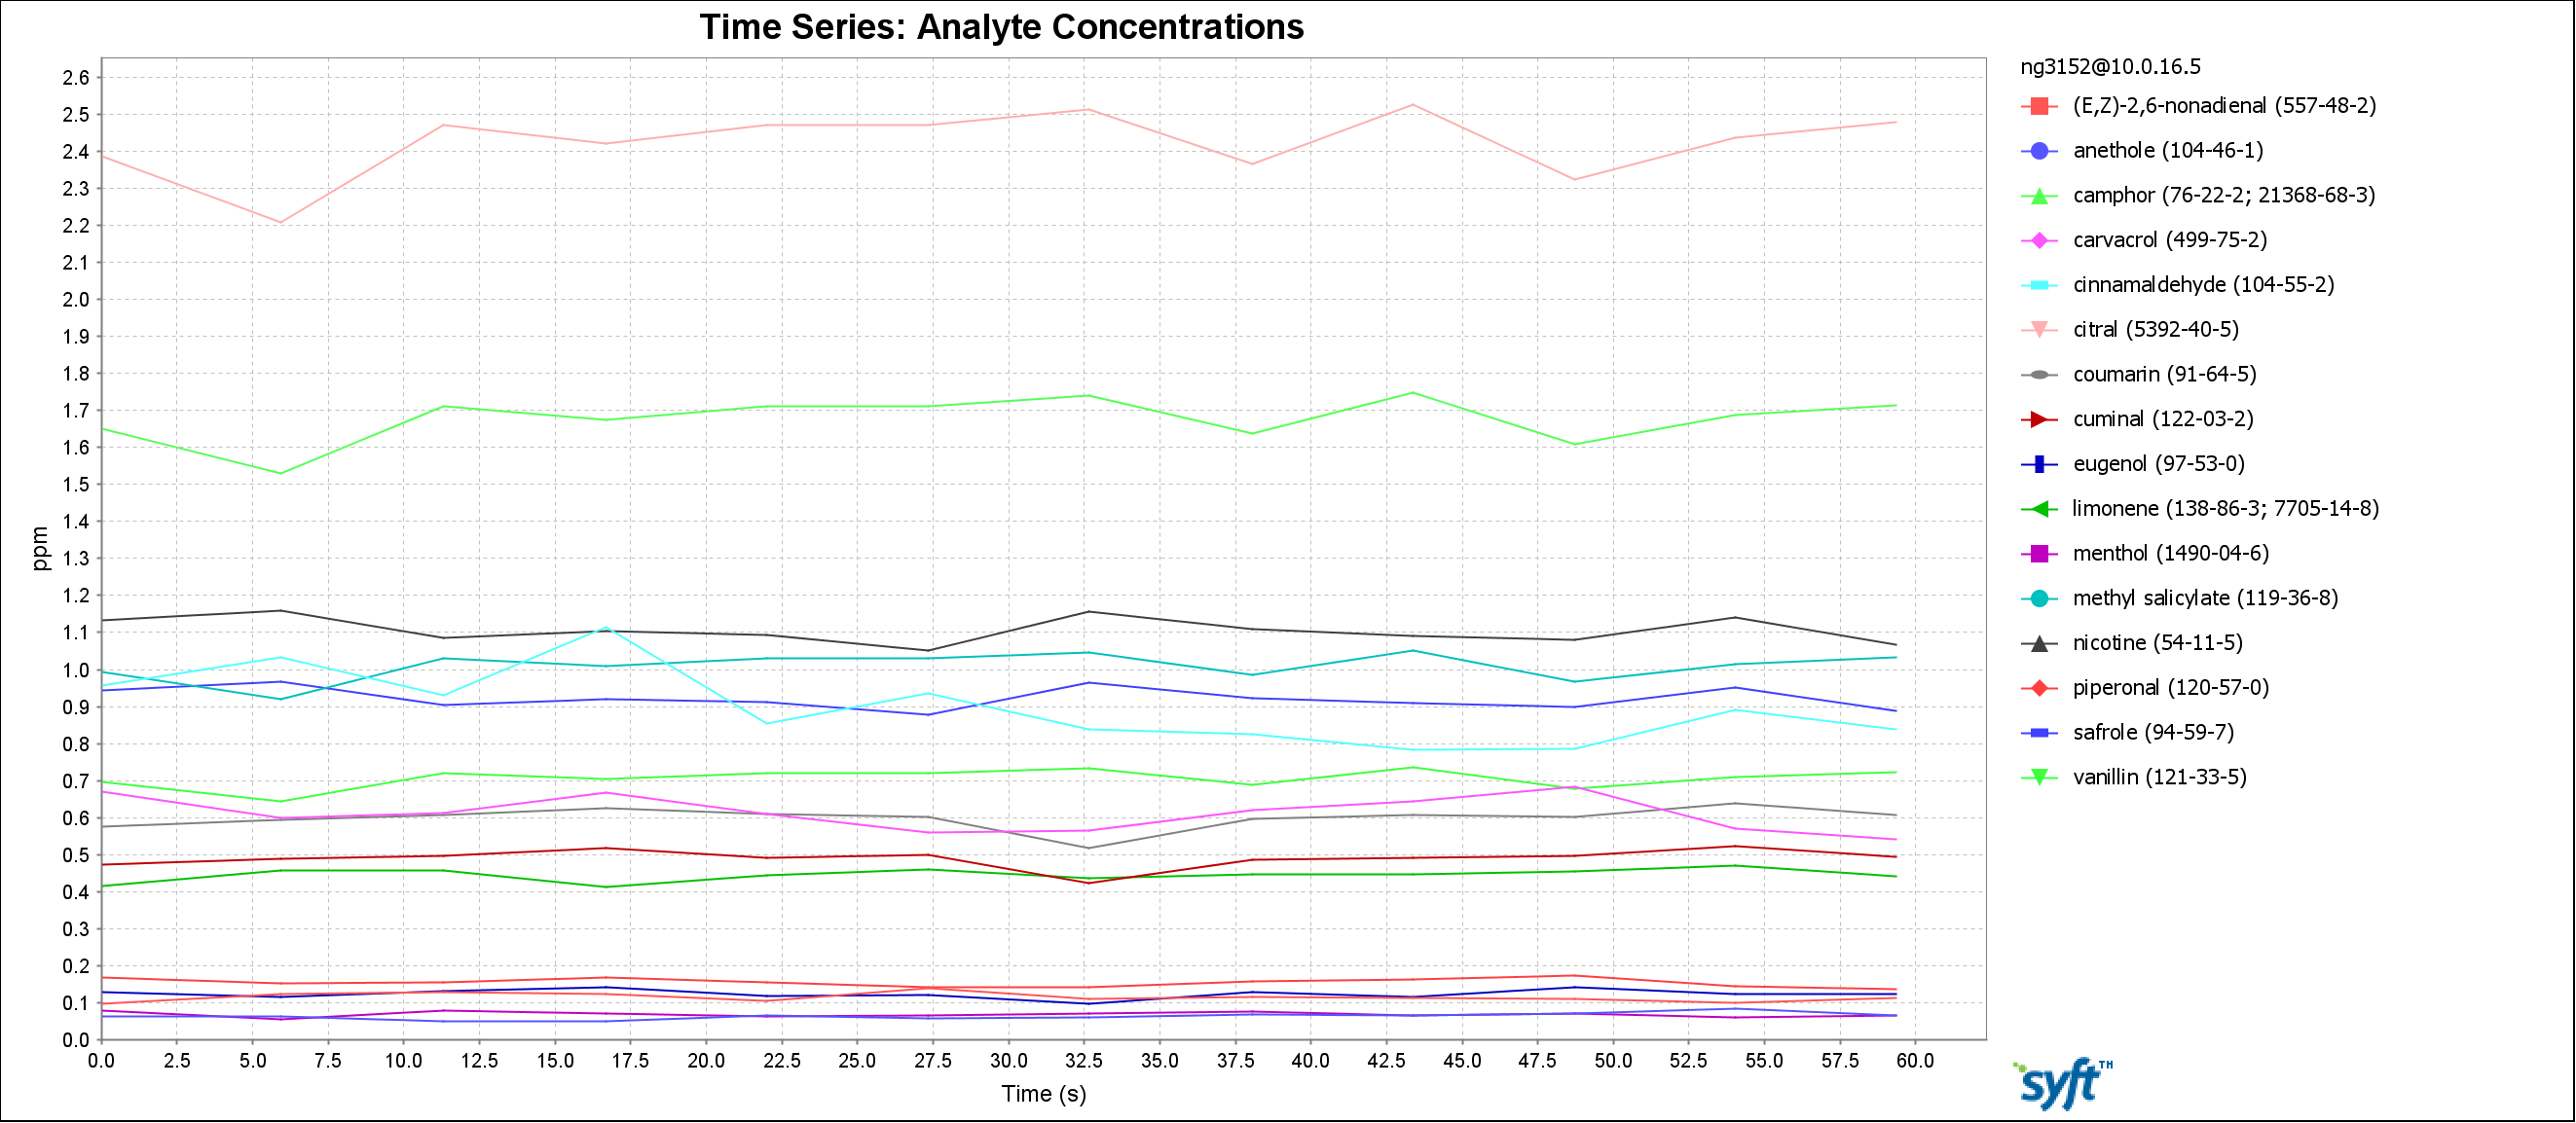 Time Series: Analyte Concentrations
ppm
2.6
2.5
2.4
2.3
2.2
2.1
2.0
1.9
1.8
1.7
1.6
1.5
1.4
1.3
1.2
1.1
1.0
0.9
0.8
0.7
0.6
0.5
0.4
0.3
0.2
0.1
0.0
0.0 2.5 5.0 7.5 10.0 12.5 15.0 17.5 20.0 22.5 25.0 27.5 30.0 32.5 35.0 37.5 40.0 42.5 45.0 47.5 50.0 52.5 55.0 57.5 60.0
Time (s)
ng3152@10.0.16.5
(E,Z)-2,6-nonadienal (557-48-2)
anethole (104-46-1)
camphor (76-22-2; 21368-68-3)
carvacrol (499-75-2)
cinnamaldehyde (104-55-2)
citral (5392-40-5)
coumarin (91-64-5)
cuminal (122-03-2)
eugenol (97-53-0)
limonene (138-86-3; 7705-14-8)
menthol (1490-04-6)
methyl salicylate (119-36-8)
nicotine (54-11-5)
piperonal (120-57-0)
safrole (94-59-7)
vanillin (121-33-5)
syft™